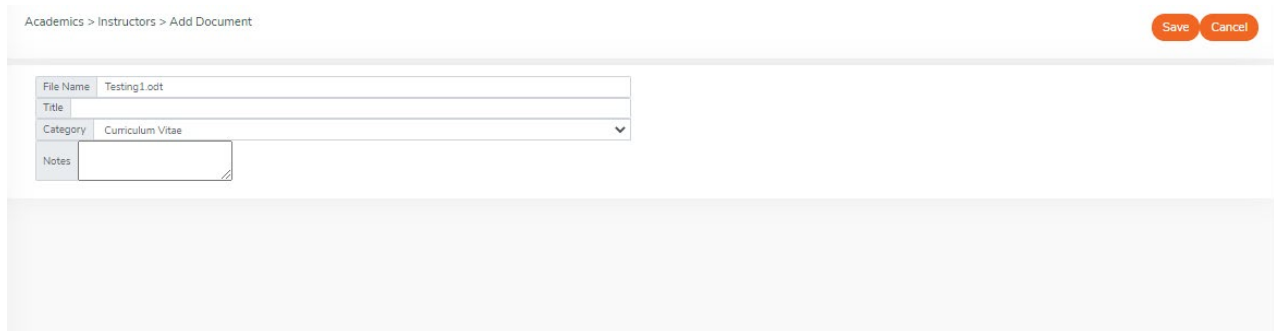 Academics > Instructors > Add Document
Save Cancel
File Name Testing1.odt
Title
Category Curriculum Vitae
Notes